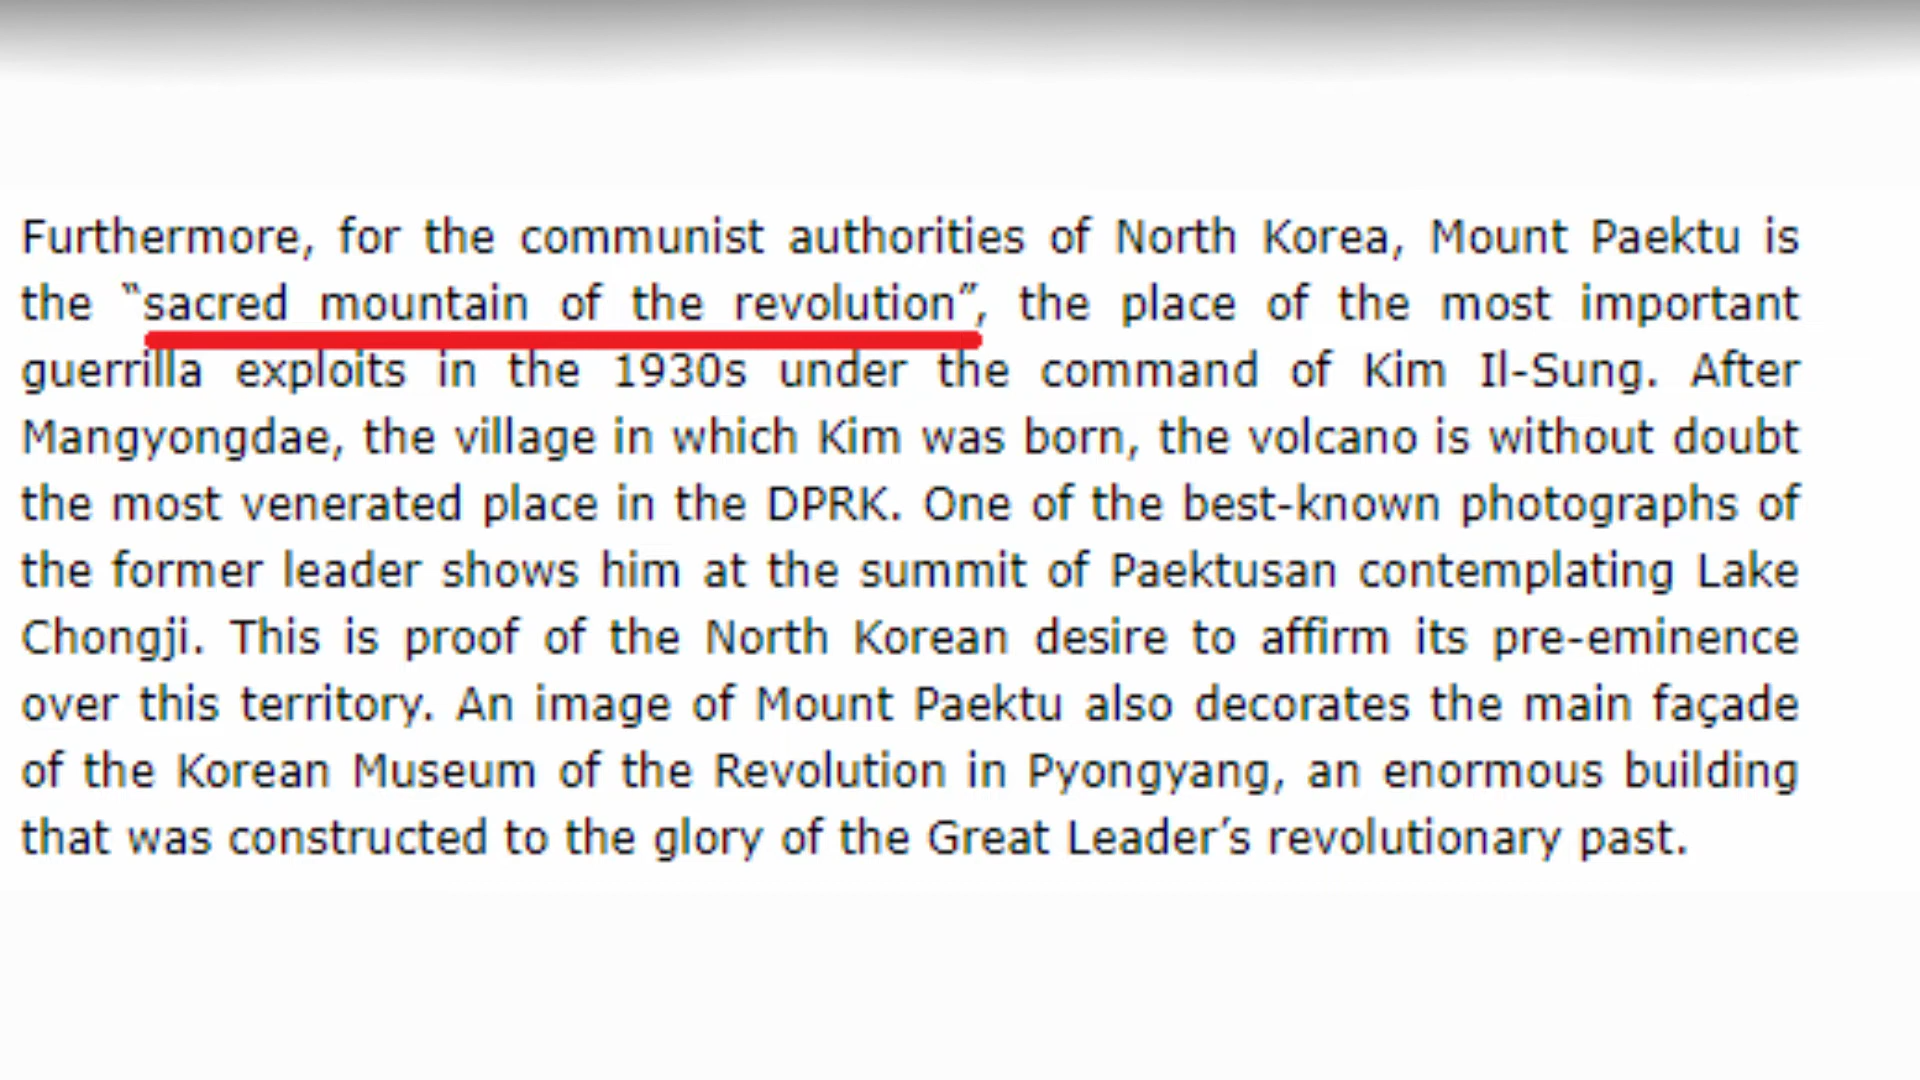 Furthermore, for the communist authorities of North Korea, Mount Paektu is
the “sacred mountain of the revolution”, the place of the most important
guerrilla exploits in the 1930s under the command of Kim Il-Sung. After
Mangyongdae, the village in which Kim was born, the volcano is without doubt
the most venerated place in the DPRK. One of the best-known photographs of
the former leader shows him at the summit of Paektusan contemplating Lake
Chongji. This is proof of the North Korean desire to affirm its pre-eminence
over this territory. An image of Mount Paektu also decorates the main façade
of the Korean Museum of the Revolution in Pyongyang, an enormous building
that was constructed to the glory of the Great Leader’s revolutionary past.